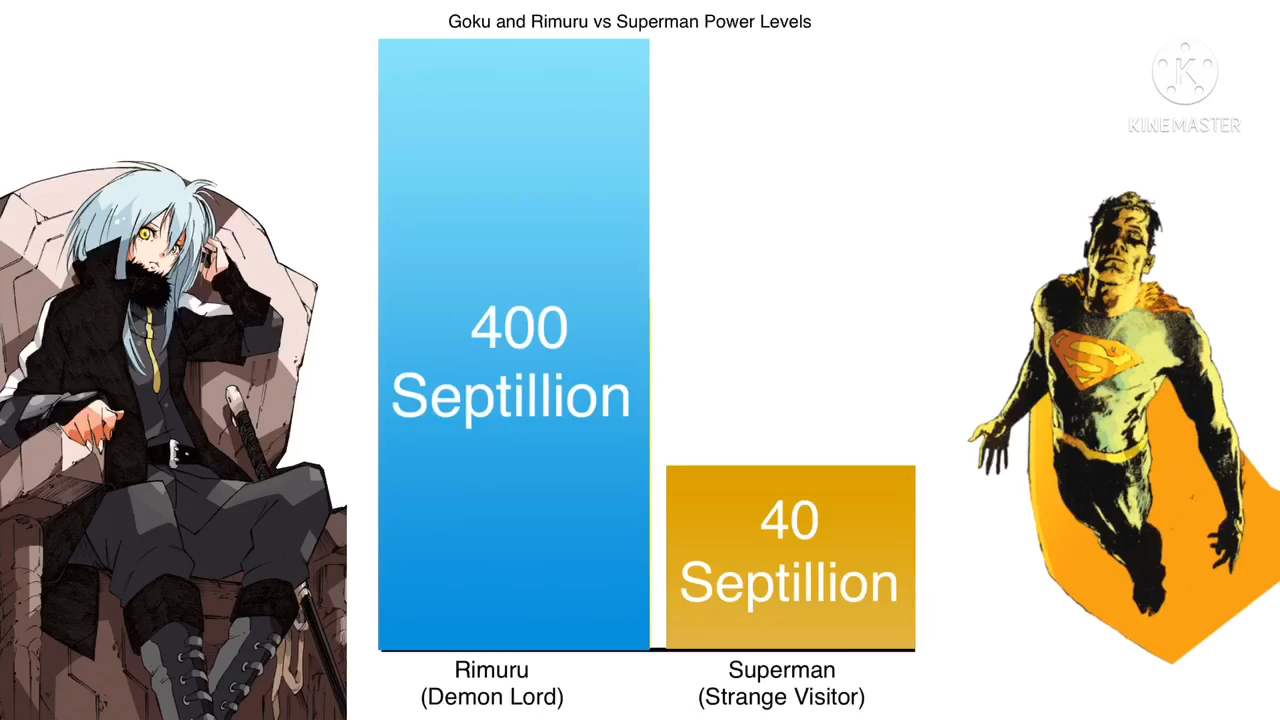 Goku and Rimuru vs Superman Power Levels
KINEMASTER
400
Septillion
40
Septillion
Rimuru
(Demon Lord)
Superman
(Strange Visitor)